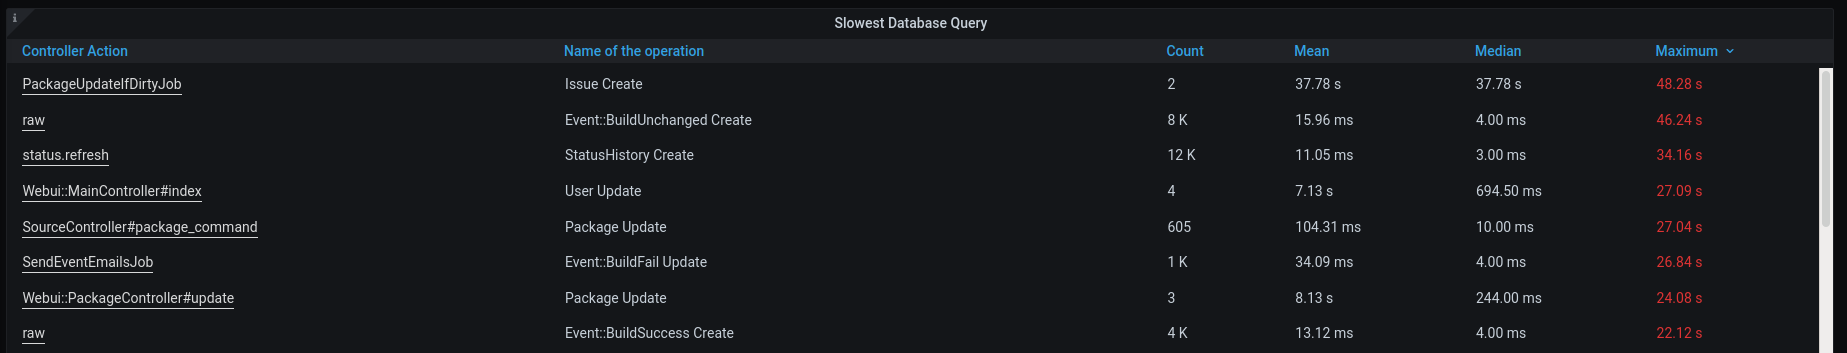 i
Slowest Database Query
Controller Action Name of the operation Count Mean Median Maximum
PackageUpdateIfDirtyJob Issue Create 2 37.78 s 37.78 s 48.28 s
raw Event::BuildUnchanged Create 8 K 15.96 ms 4.00 ms 46.24 s
status.refresh StatusHistory Create 12 K 11.05 ms 3.00 ms 34.16 s
Webui::MainController#index User Update 4 7.13 s 694.50 ms 27.09 s
SourceController#package_command Package Update 605 104.31 ms 10.00 ms 27.04 s
SendEventEmailsJob Event::BuildFail Update 1 K 34.09 ms 4.00 ms 26.84 s
Webui::PackageController#update Package Update 3 8.13 s 244.00 ms 24.08 s
raw Event::BuildSuccess Create 4 K 13.12 ms 4.00 ms 22.12 s